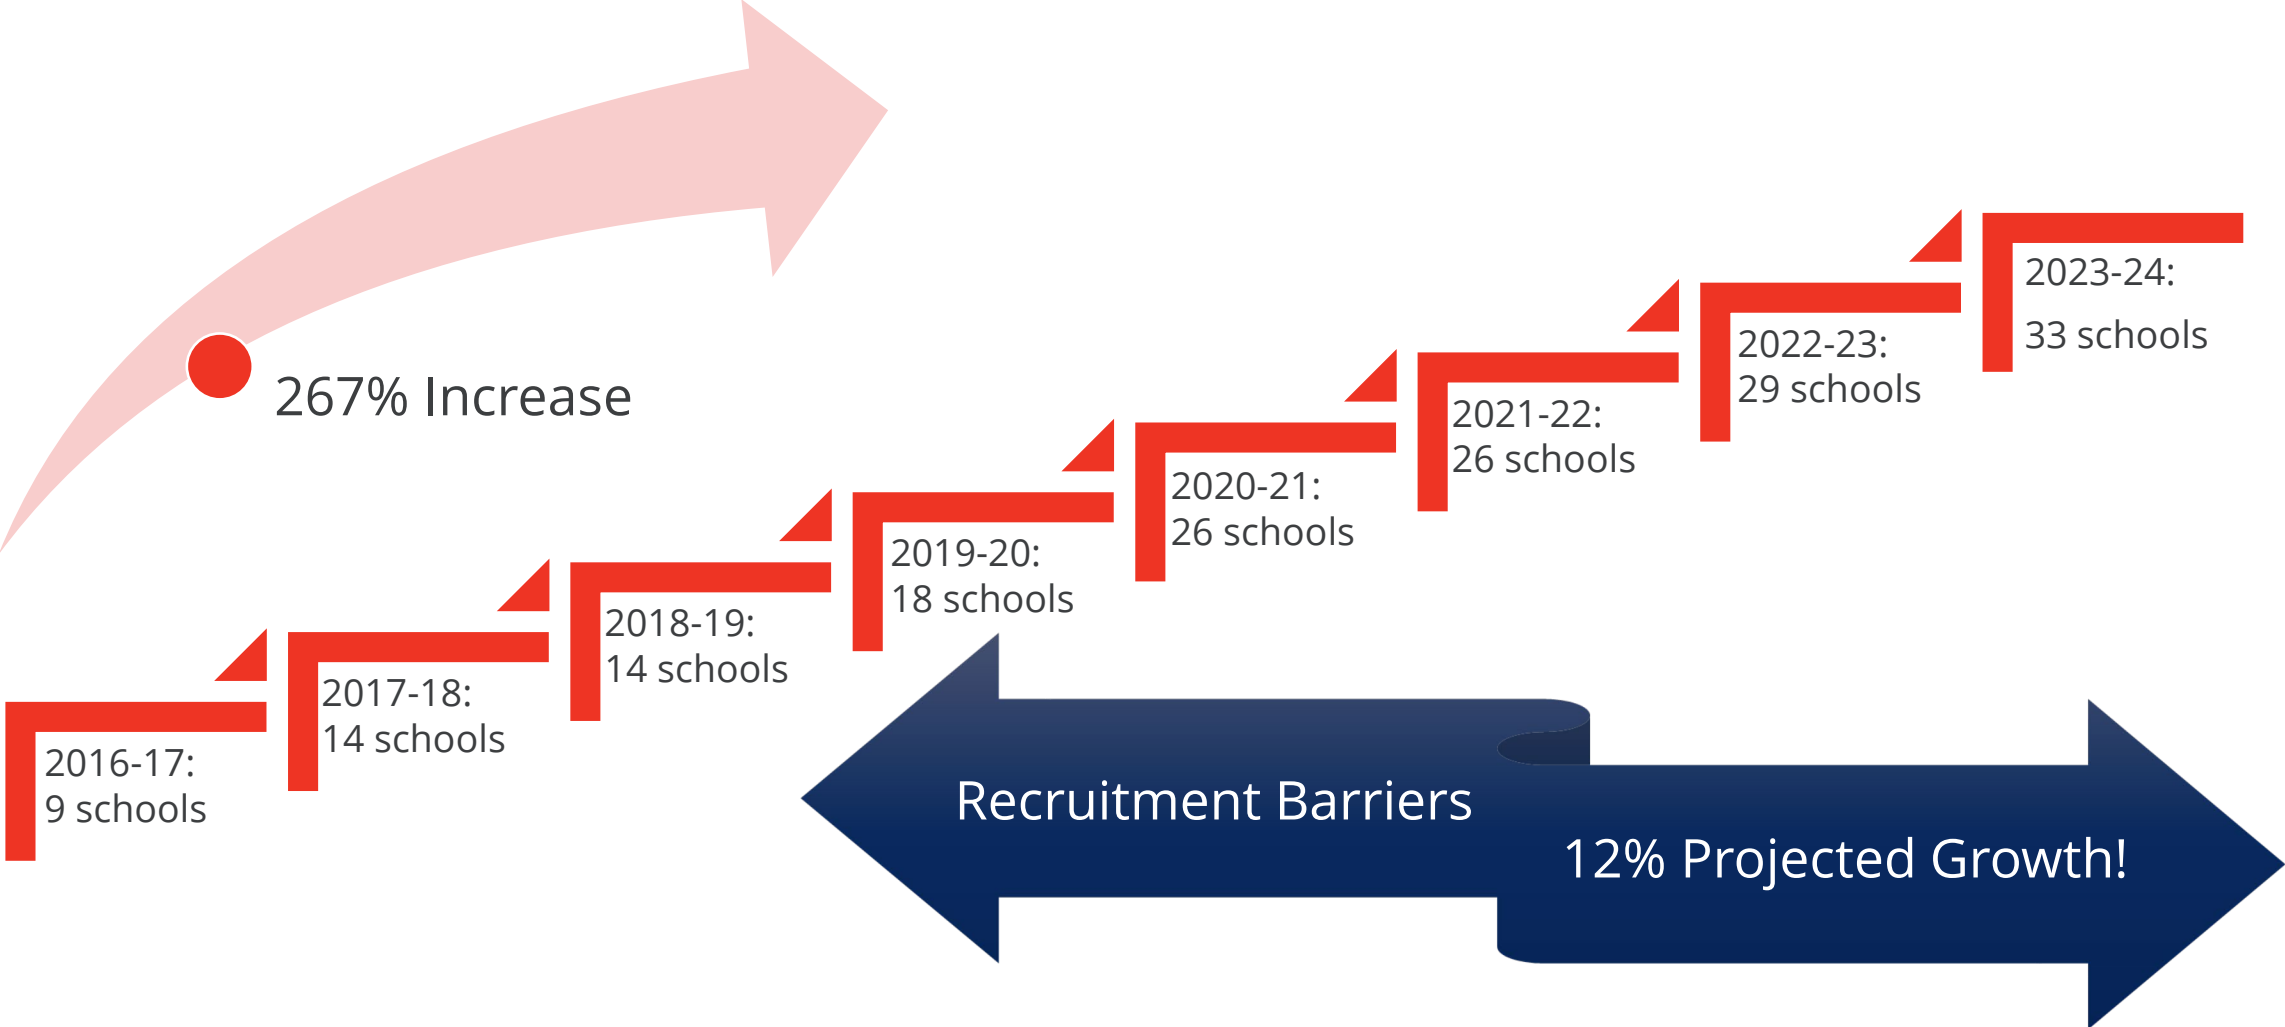 267% Increase
2016-17:
9 schools
2017-18:
14 schools
2018-19:
14 schools
2019-20:
18 schools
2020-21:
26 schools
2021-22:
26 schools
2022-23:
29 schools
2023-24:
33 schools
Recruitment Barriers
12% Projected Growth!